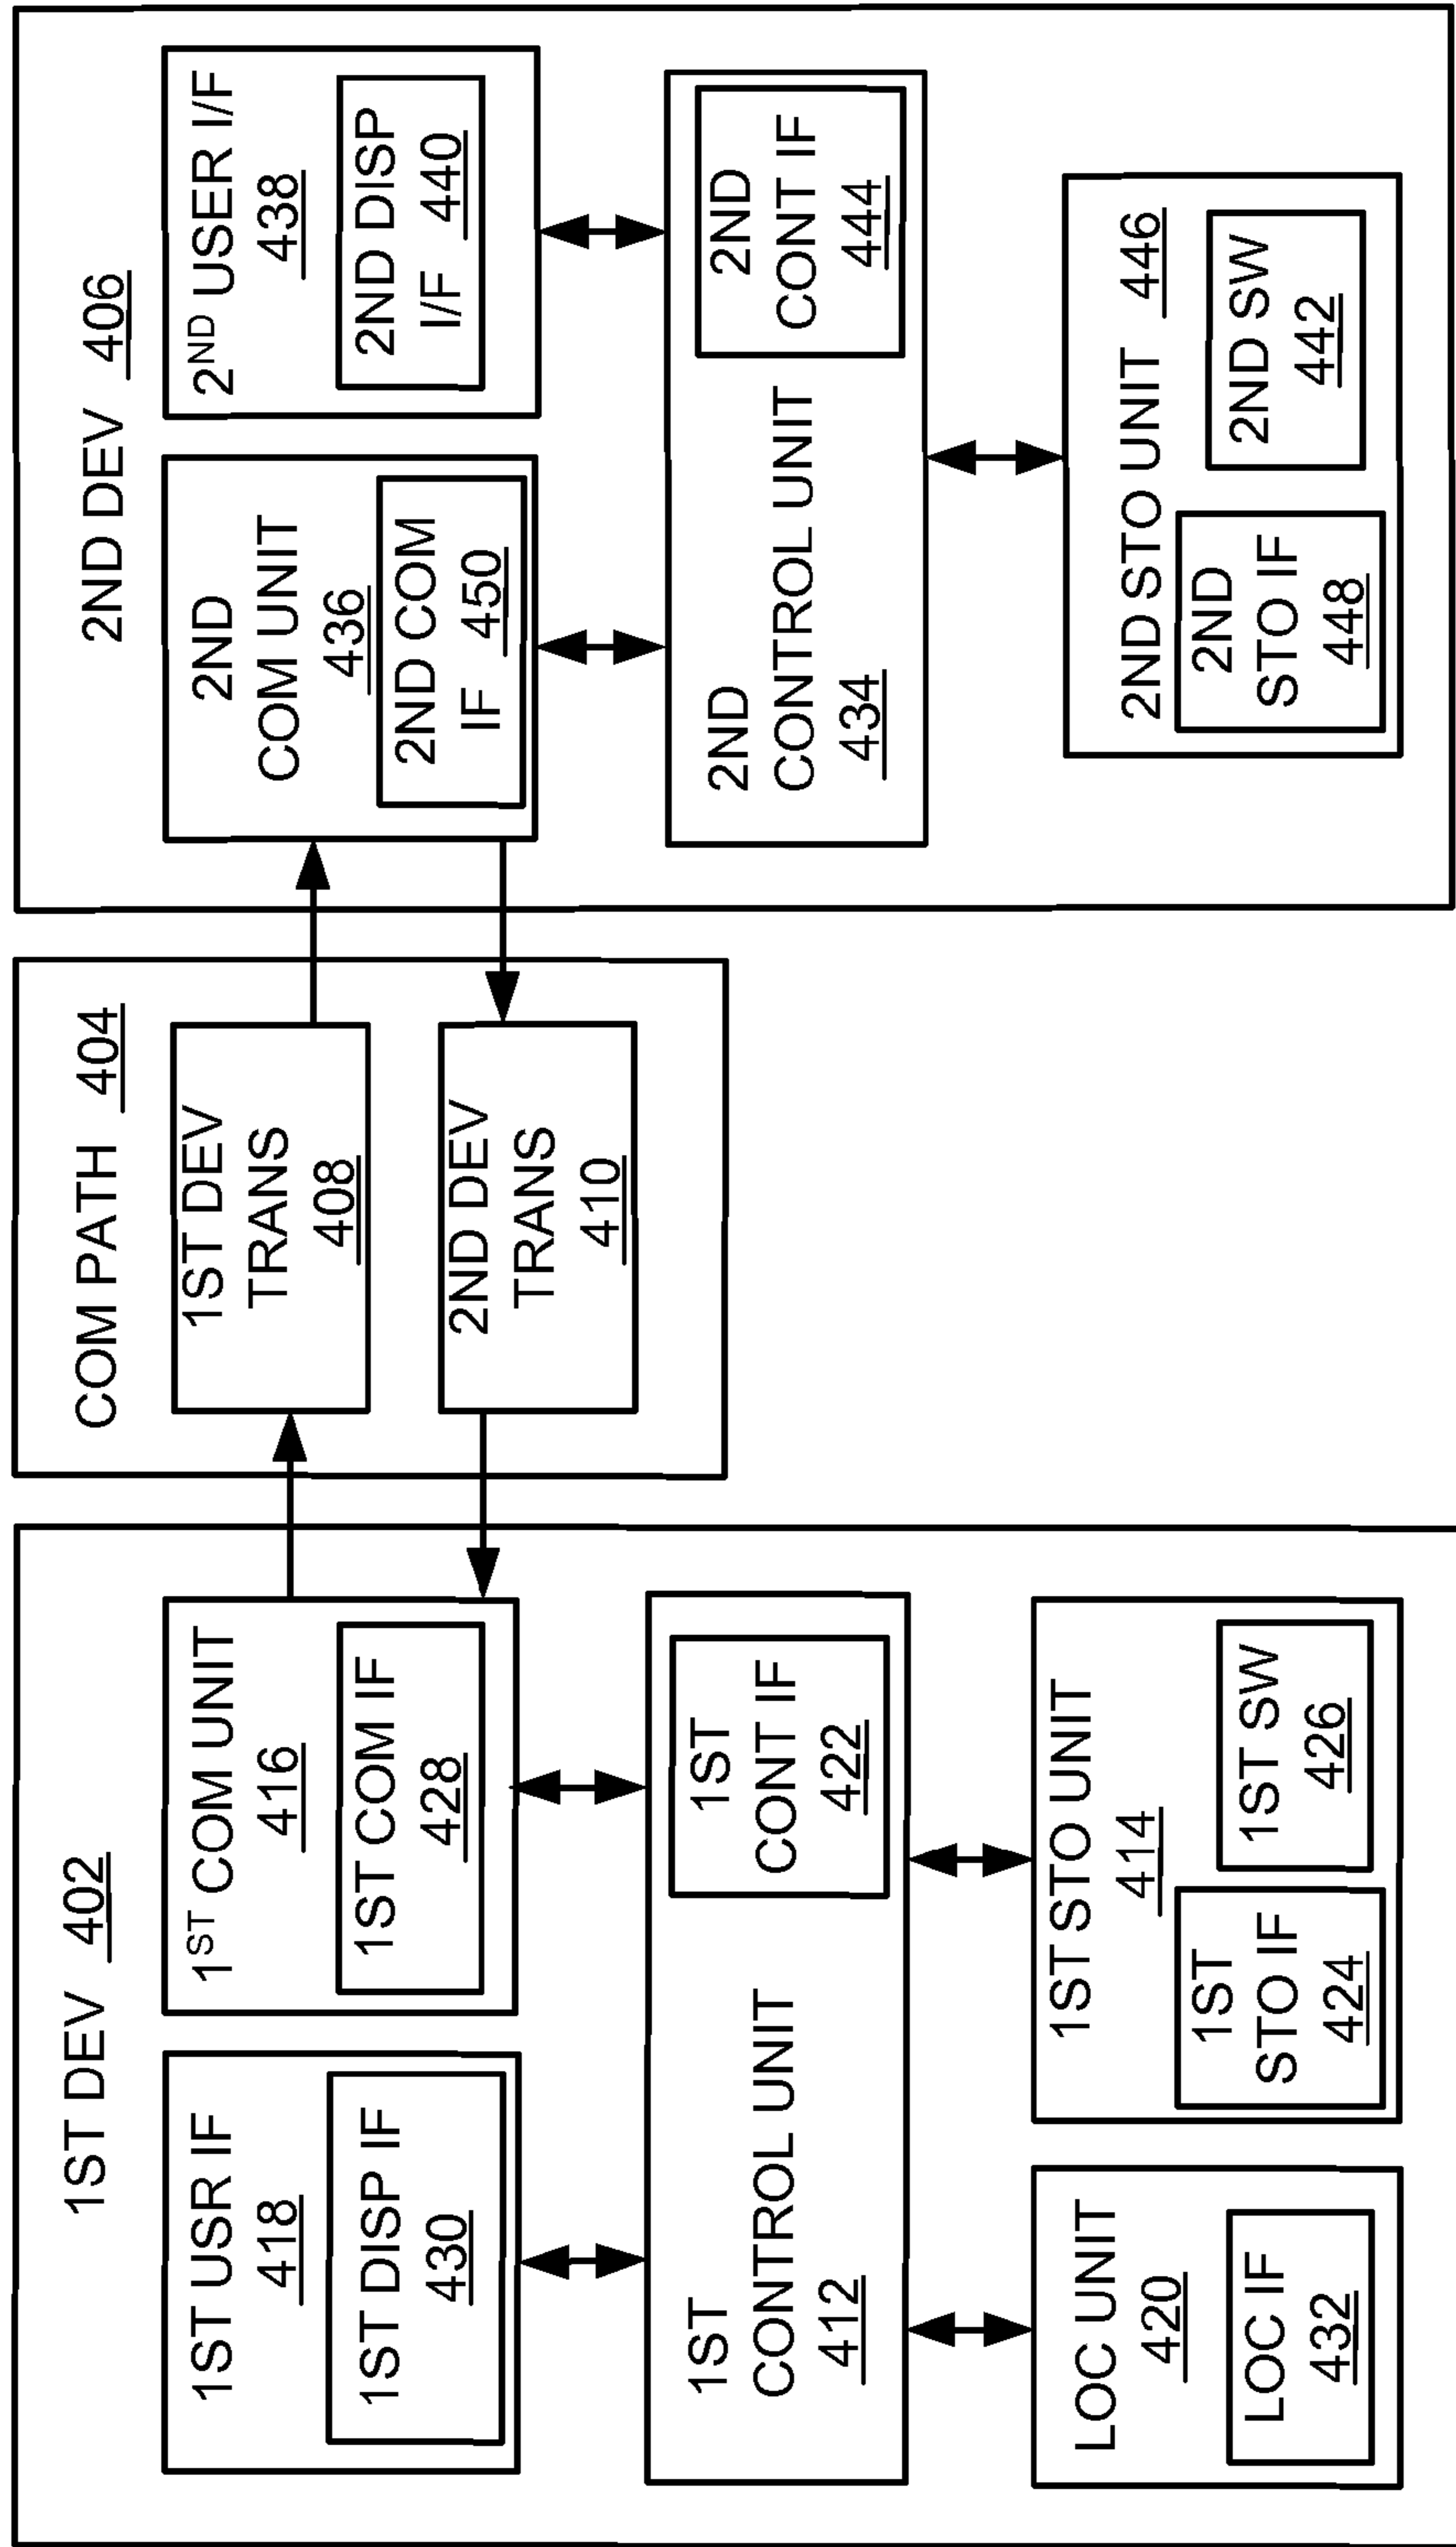 1ST DEV 402
1ST USR IF
418
1ST DISP IF
430
1ST COM UNIT
416
1ST COM IF
428
1ST
CONTROL UNIT
412
1ST
CONT IF
422
LOC UNIT
420
LOC IF
432
1ST STO UNIT
414
1ST
STO IF
424
1ST SW
426
COM PATH 404
1ST DEV
TRANS
408
2ND DEV
TRANS
410
2ND DEV 406
2ND
COM UNIT
436
2ND COM
IF 450
2ND USER I/F
438
2ND DISP
I/F 440
2ND
CONTROL UNIT
434
2ND
CONT IF
444
2ND STO UNIT 446
2ND
STO IF
448
2ND SW
442